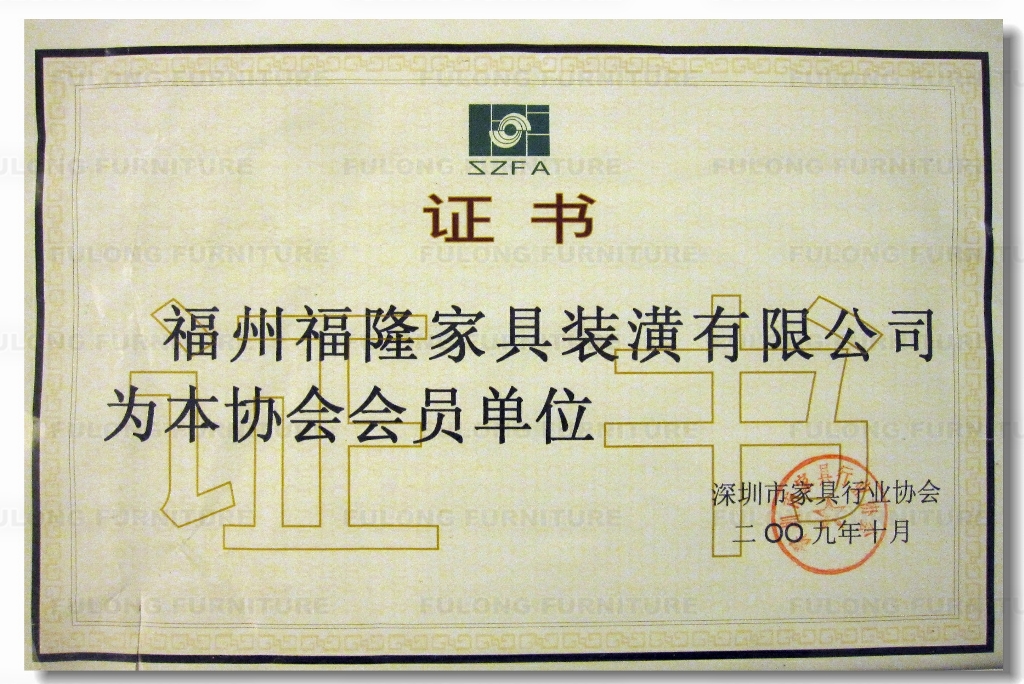 SZFA
证书
福州福隆家具装潢有限公司
为本协会会员单位
深圳市家具行业协会
二OO九年十月
FULONG FURNITURE